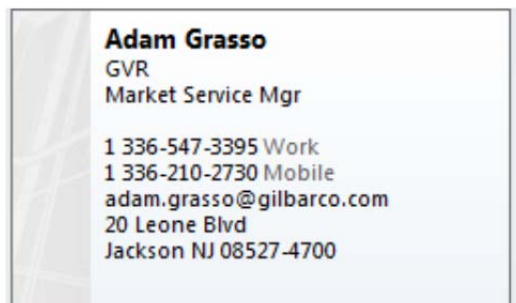 Adam Grasso
GVR
Market Service Mgr
1 336-547-3395 Work
1 336-210-2730 Mobile
adam.grasso@gilbarco.com
20 Leone Blvd
Jackson NJ 08527-4700